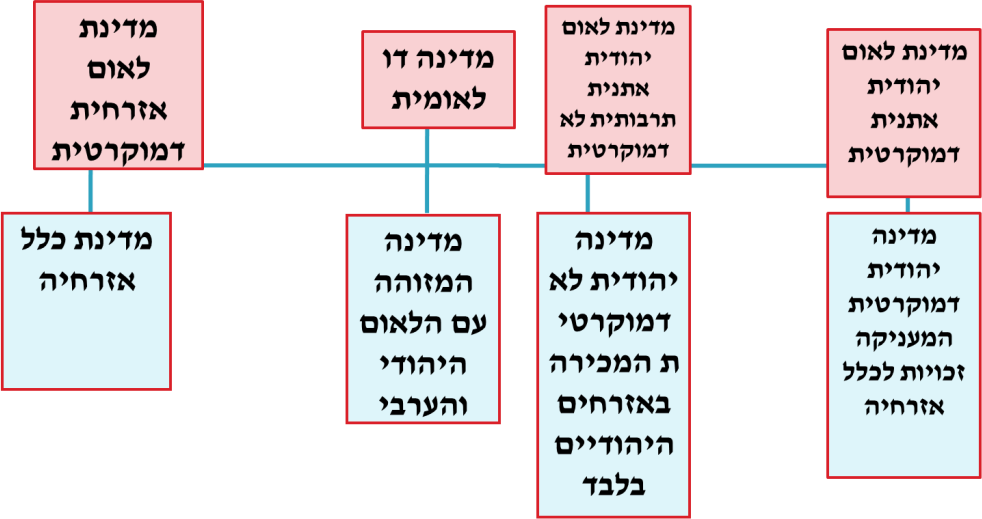 מדינת לאום
יהודית
אתנית
דמוקרטית
מדינה
יהודית
דמוקרטית
המעניקה
זכויות לכלל
אזרחיה
מדינת לאום
יהודית
אתנית
תרבותית לא
דמוקרטית
מדינה
יהודית לא
דמוקרטי
ת המכירה
באזרחים
היהודיים
בלבד
מדינה דו
לאומית
מדינה
המזוהה
עם הלאום
היהודי
והערבי
מדינת
לאום
אזרחית
דמוקרטית
מדינת כלל
אזרחיה